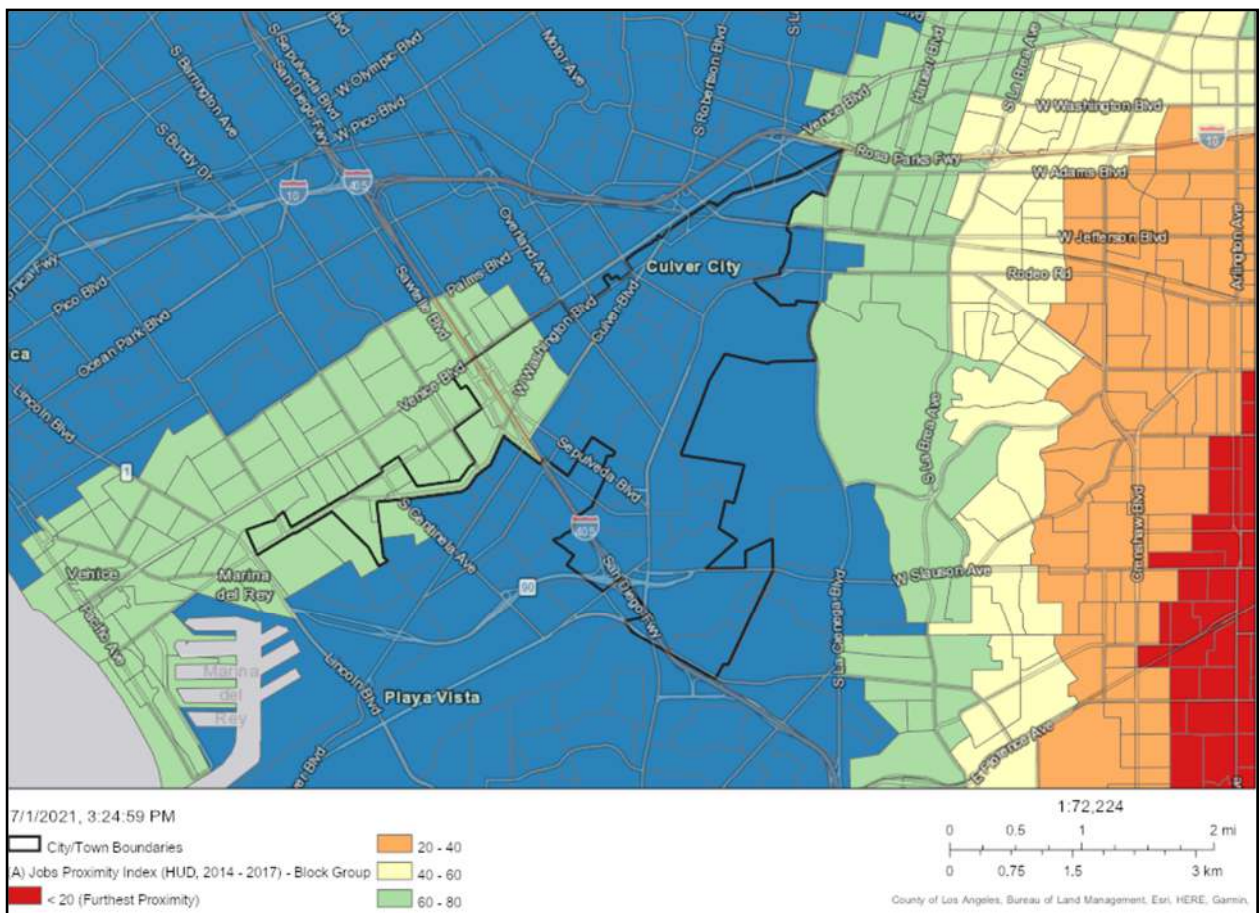 S Sepulveda Blvd
San Diego Fwy
W Olympic Blvd
W Pico Blvd
S Barrington Ave
S Bundy Dr
Motor Ave
S Robertson Blvd
Hauser Blvd
S La Brea Ave
Venice Blvd
W Washington Blvd
Rosa Parks Fwy
10
W Adams Blvd
10
405
Overland Ave
W Jefferson Blvd
Arlington Ave
Pico Blvd
Ocean Park Blvd
Sawtelle Blvd
Palms Blvd
Culver City
Rodeo Rd
W Washington Blvd
Culver Blvd
ca
Lincoln Blvd
Venice Blvd
S La Brea Ave
1
Sepulveda Blvd
Crenshaw Blvd
405
Venice
Marina
del Rey
90
San Diego Fwy
W Slauson Ave
Pacific Ave
S La Cienega Blvd
Marina
del
Rey
Lincoln Blvd
Playa Vista
E Florence Ave
7/1/2021, 3:24:59 PM
City/Town Boundaries
(A) Jobs Proximity Index (HUD, 2014 - 2017) - Block Group
< 20 (Furthest Proximity)
20 - 40
40 - 60
60 - 80
1:72,224
0 0.5 1 2 mi
0 0.75 1.5 3 km
County of Los Angeles, Bureau of Land Management, Esri, HERE, Garmin,